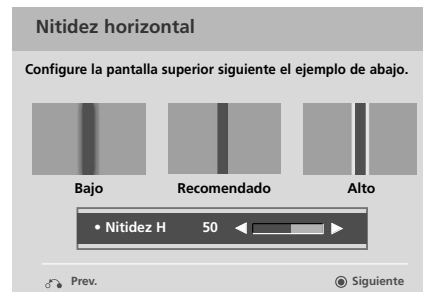 Nitidez horizontal
Configure la pantalla superior siguiente el ejemplo de abajo.
Bajo Recomendado Alto
• Nitidez H 50
Prev. Siguiente